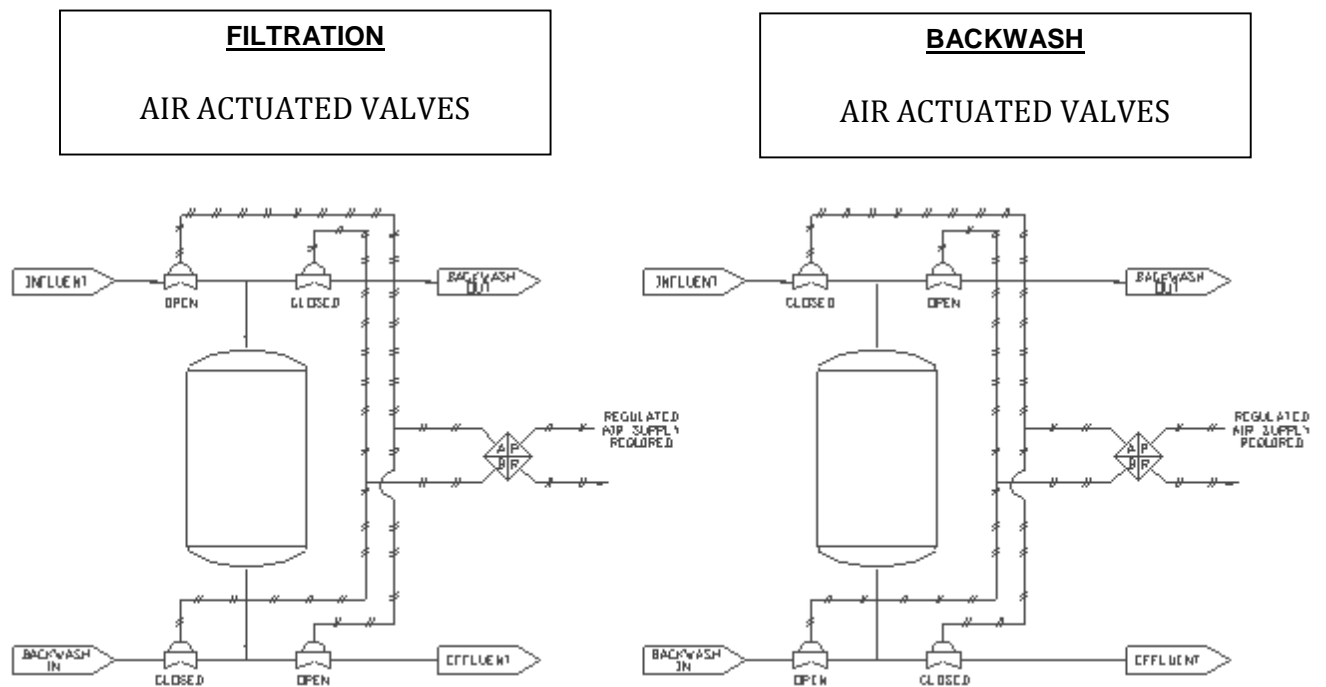 FILTRATION
AIR ACTUATED VALVES
BACKWASH
AIR ACTUATED VALVES
INFLUENT
OPEN
CLOSED
BACKWASH
OUT
REGULATED
AIR SUPPLY
REQUIRED
A P
B R
BACKWASH
IN
CLOSED
OPEN
EFFLUENT
INFLUENT
CLOSED
OPEN
BACKWASH
OUT
REGULATED
AIR SUPPLY
REQUIRED
A P
B R
BACKWASH
IN
OPEN
CLOSED
EFFLUENT